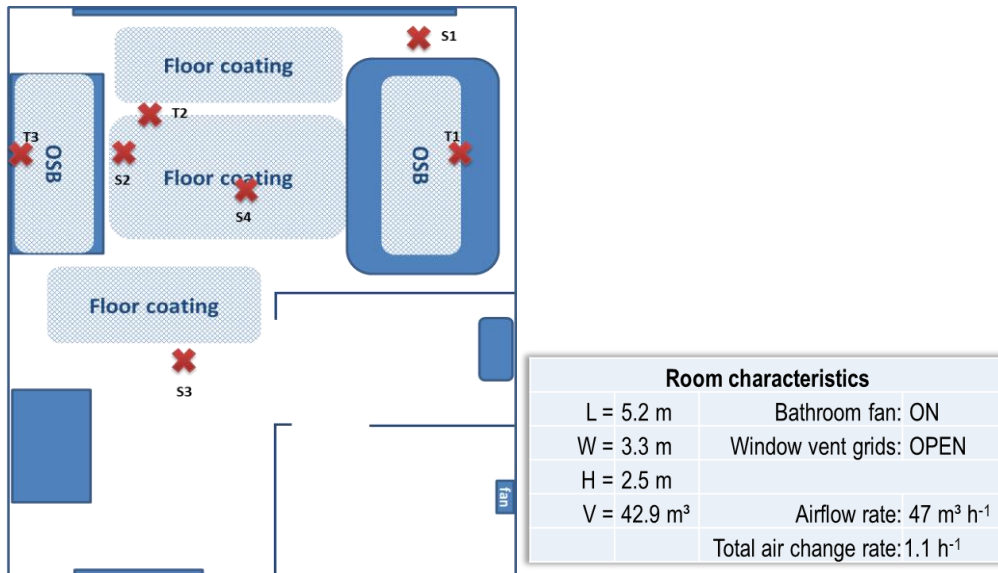 S1
Floor coating
T2
T3
OSB
S2
Floor coating
S4
OSB
T1
Floor coating
S3
fan
Room characteristics
L = 5.2 m Bathroom fan: ON
W = 3.3 m Window vent grids: OPEN
H = 2.5 m
V = 42.9 m³ Airflow rate: 47 m³ h⁻¹
Total air change rate: 1.1 h⁻¹